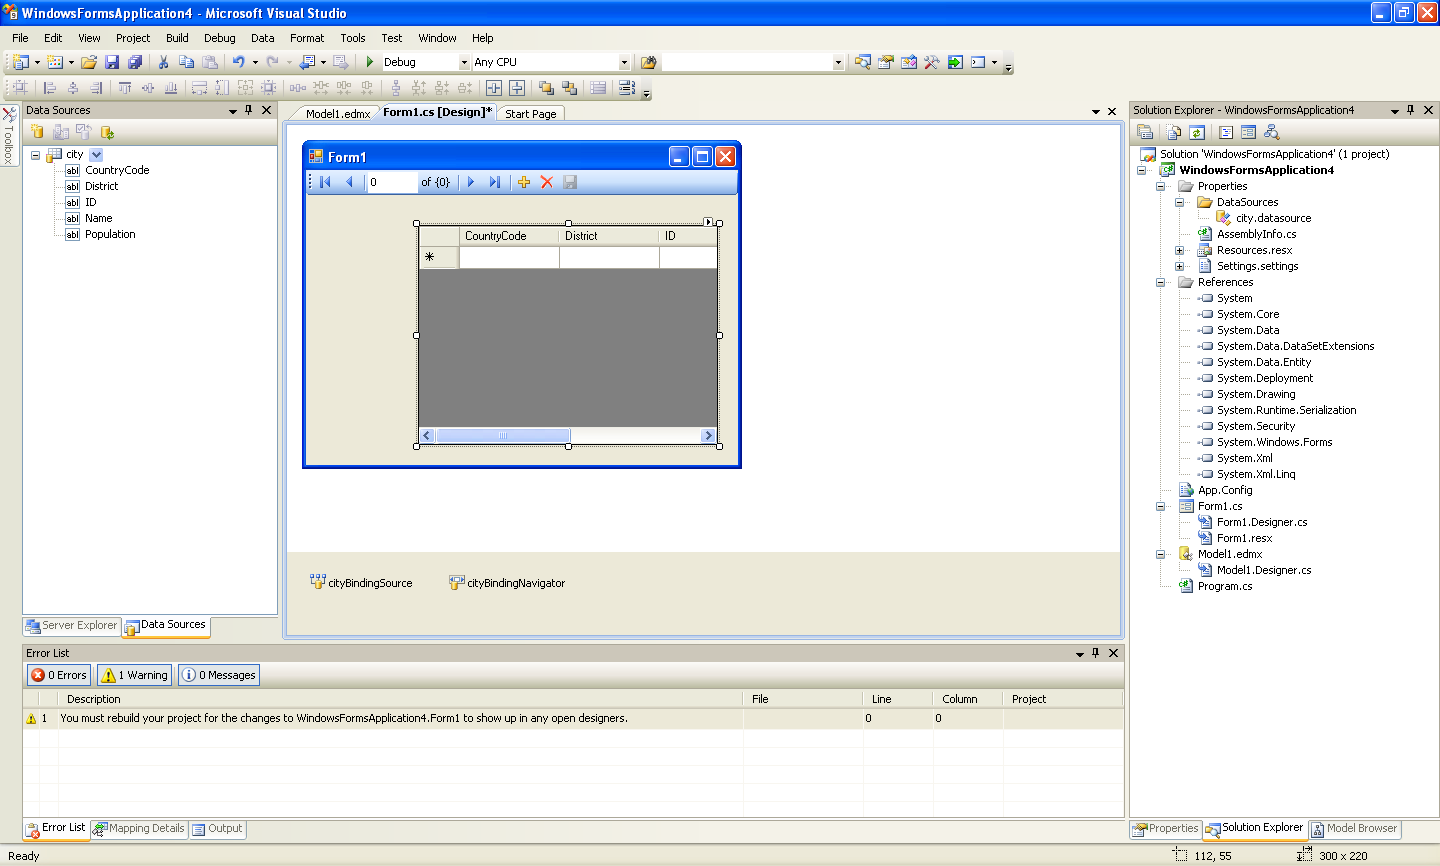 WindowsFormsApplication4 - Microsoft Visual Studio
File Edit View Project Build Debug Data Format Tools Test Window Help
Debug Any CPU
Toolbox
Data Sources
city
CountryCode
District
ID
Name
Population
Server Explorer Data Sources
Model1.edmx Form1.cs [Design]* Start Page
Form1
0 of {0}
CountryCode District ID
cityBindingSource cityBindingNavigator
Solution Explorer - WindowsFormsApplication4
Solution 'WindowsFormsApplication4' (1 project)
WindowsFormsApplication4
Properties
DataSources
city.datasource
AssemblyInfo.cs
Resources.resx
Settings.settings
References
System
System.Core
System.Data
System.Data.DataSetExtensions
System.Data.Entity
System.Deployment
System.Drawing
System.Runtime.Serialization
System.Security
System.Windows.Forms
System.Xml
System.Xml.Linq
App.Config
Form1.cs
Form1.Designer.cs
Form1.resx
Model1.edmx
Model1.Designer.cs
Program.cs
Properties Solution Explorer Model Browser
Error List
0 Errors 1 Warning 0 Messages
Description File Line Column Project
1 You must rebuild your project for the changes to WindowsFormsApplication4.Form1 to show up in any open designers. 0 0
Error List Mapping Details Output
Ready 112, 55 300 x 220